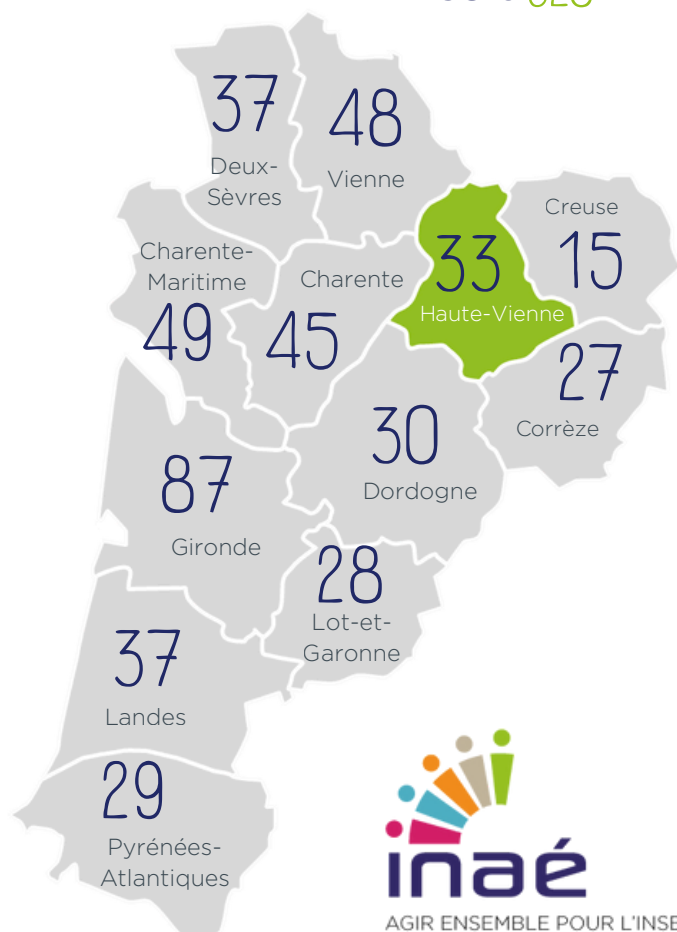 37
Deux-
Sèvres
48
Vienne
Creuse
15
33
Haute-Vienne
Charente-
Maritime
49
Charente
45
27
Corrèze
30
Dordogne
87
Gironde
28
Lot-et-
Garonne
37
Landes
29
Pyrénées-
Atlantiques
inaé
AGIR ENSEMBLE POUR